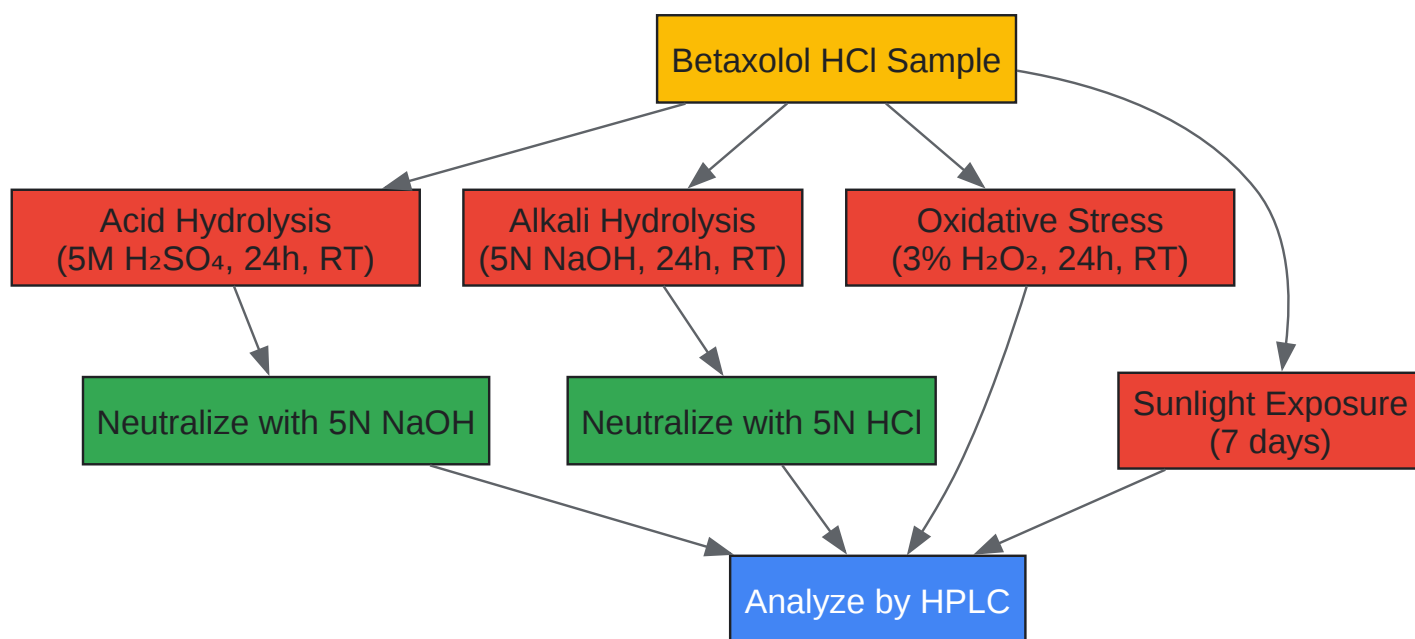 Betaxolol HCl Sample
Acid Hydrolysis
(5M H₂SO₄, 24h, RT)
Alkali Hydrolysis
(5N NaOH, 24h, RT)
Oxidative Stress
(3% H₂O₂, 24h, RT)
Neutralize with 5N NaOH
Neutralize with 5N HCl
Sunlight Exposure
(7 days)
Analyze by HPLC